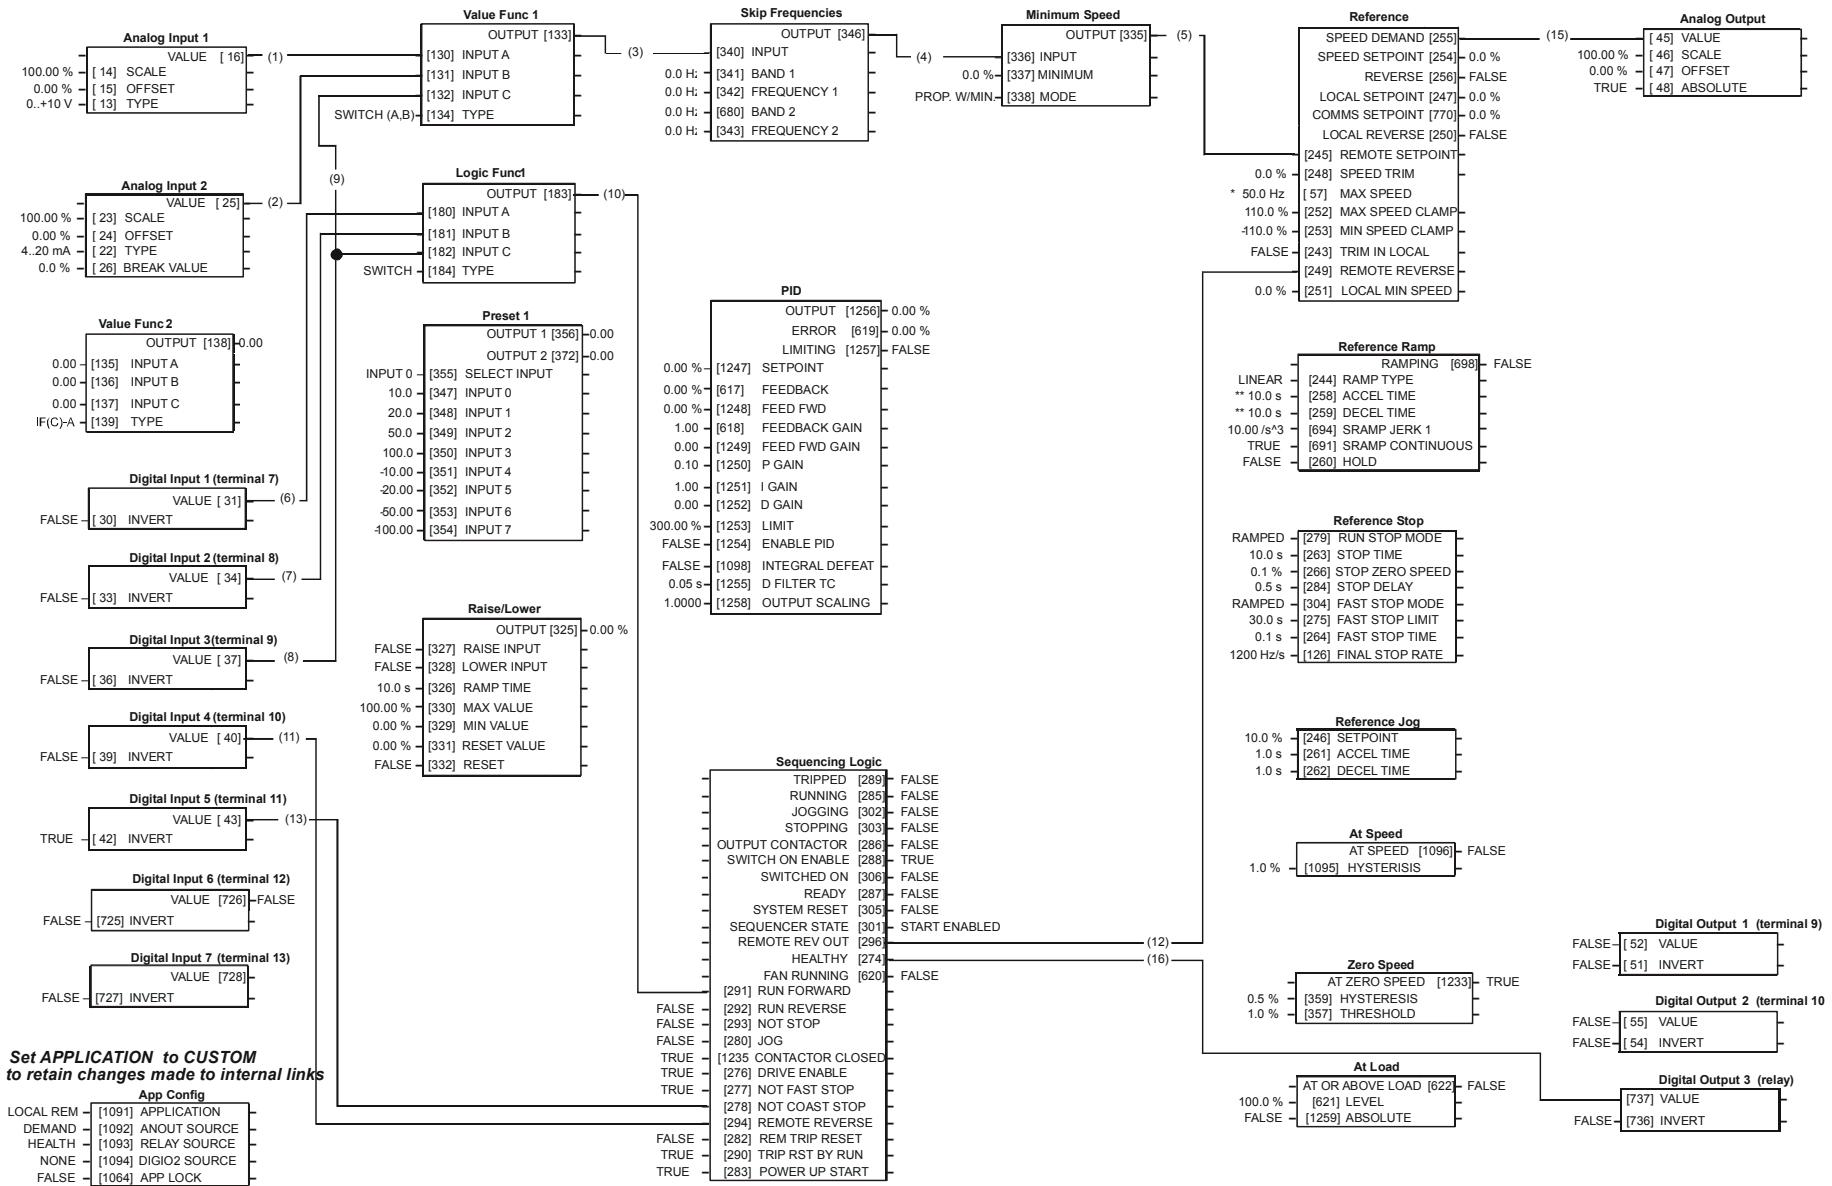 Analog Input 1
VALUE [ 16] (1)
100.00 % [ 14] SCALE
0.00 % [ 15] OFFSET
0..+10 V [ 13] TYPE
Analog Input 2
VALUE [ 25] (2)
100.00 % [ 23] SCALE
0.00 % [ 24] OFFSET
4..20 mA [ 22] TYPE
0.0 % [ 26] BREAK VALUE
Value Func 2
OUTPUT [138] 0.00
0.00 [135] INPUT A
0.00 [136] INPUT B
0.00 [137] INPUT C
IF(C)-A [139] TYPE
Digital Input 1 (terminal 7)
VALUE [ 31] (6)
FALSE [ 30] INVERT
Digital Input 2 (terminal 8)
VALUE [ 34] (7)
FALSE [ 33] INVERT
Digital Input 3 (terminal 9)
VALUE [ 37] (8)
FALSE [ 36] INVERT
Digital Input 4 (terminal 10)
VALUE [ 40] (11)
FALSE [ 39] INVERT
Digital Input 5 (terminal 11)
VALUE [ 43] (13)
TRUE [ 42] INVERT
Digital Input 6 (terminal 12)
VALUE [726] FALSE
FALSE [725] INVERT
Digital Input 7 (terminal 13)
VALUE [728]
FALSE [727] INVERT
Set APPLICATION to CUSTOM
to retain changes made to internal links
App Config
LOCAL REM [1091] APPLICATION
DEMAND [1092] ANOUT SOURCE
HEALTH [1093] RELAY SOURCE
NONE [1094] DIGIO2 SOURCE
FALSE [1064] APP LOCK
Value Func 1
OUTPUT [133] (3)
[130] INPUT A
[131] INPUT B
[132] INPUT C
SWITCH (A,B) [134] TYPE
(9)
Logic Func1
OUTPUT [183] (10)
[180] INPUT A
[181] INPUT B
[182] INPUT C
SWITCH [184] TYPE
Preset 1
OUTPUT 1 [356] 0.00
OUTPUT 2 [372] 0.00
INPUT 0 [355] SELECT INPUT
10.0 [347] INPUT 0
20.0 [348] INPUT 1
50.0 [349] INPUT 2
100.0 [350] INPUT 3
-10.00 [351] INPUT 4
-20.00 [352] INPUT 5
-50.00 [353] INPUT 6
-100.00 [354] INPUT 7
Raise/Lower
OUTPUT [325] 0.00 %
FALSE [327] RAISE INPUT
FALSE [328] LOWER INPUT
10.0 s [326] RAMP TIME
100.00 % [330] MAX VALUE
0.00 % [329] MIN VALUE
0.00 % [331] RESET VALUE
FALSE [332] RESET
Skip Frequencies
OUTPUT [346] (4)
[340] INPUT
0.0 Hz [341] BAND 1
0.0 Hz [342] FREQUENCY 1
0.0 Hz [680] BAND 2
0.0 Hz [343] FREQUENCY 2
PID
OUTPUT [1256] 0.00 %
ERROR [619] 0.00 %
LIMITING [1257] FALSE
0.00 % [1247] SETPOINT
0.00 % [617] FEEDBACK
0.00 % [1248] FEED FWD
1.00 [618] FEEDBACK GAIN
0.00 [1249] FEED FWD GAIN
0.10 [1250] P GAIN
1.00 [1251] I GAIN
0.00 [1252] D GAIN
300.00 % [1253] LIMIT
FALSE [1254] ENABLE PID
FALSE [1098] INTEGRAL DEFEAT
0.05 s [1255] D FILTER TC
1.0000 [1258] OUTPUT SCALING
Sequencing Logic
TRIPPED [289] FALSE
RUNNING [285] FALSE
JOGGING [302] FALSE
STOPPING [303] FALSE
OUTPUT CONTACTOR [286] FALSE
SWITCH ON ENABLE [288] TRUE
SWITCHED ON [306] FALSE
READY [287] FALSE
SYSTEM RESET [305] FALSE
SEQUENCER STATE [301] START ENABLED
REMOTE REV OUT [296] (12)
HEALTHY [274] (16)
FAN RUNNING [620] FALSE
[291] RUN FORWARD
FALSE [292] RUN REVERSE
FALSE [293] NOT STOP
FALSE [280] JOG
TRUE [1235 CONTACTOR CLOSED
TRUE [276] DRIVE ENABLE
TRUE [277] NOT FAST STOP
[278] NOT COAST STOP
[294] REMOTE REVERSE
FALSE [282] REM TRIP RESET
TRUE [290] TRIP RST BY RUN
TRUE [283] POWER UP START
Minimum Speed
OUTPUT [335] (5)
[336] INPUT
0.0 % [337] MINIMUM
PROP. W/MIN. [338] MODE
Reference
SPEED DEMAND [255] (15)
SPEED SETPOINT [254] 0.0 %
REVERSE [256] FALSE
LOCAL SETPOINT [247] 0.0 %
COMMS SETPOINT [770] 0.0 %
LOCAL REVERSE [250] FALSE
[245] REMOTE SETPOINT
0.0 % [248] SPEED TRIM
* 50.0 Hz [ 57] MAX SPEED
110.0 % [252] MAX SPEED CLAMP
-110.0 % [253] MIN SPEED CLAMP
FALSE [243] TRIM IN LOCAL
[249] REMOTE REVERSE
0.0 % [251] LOCAL MIN SPEED
Reference Ramp
RAMPING [698] FALSE
LINEAR [244] RAMP TYPE
** 10.0 s [258] ACCEL TIME
** 10.0 s [259] DECEL TIME
10.00 /s^3 [694] SRAMP JERK 1
TRUE [691] SRAMP CONTINUOUS
FALSE [260] HOLD
Reference Stop
RAMPED [279] RUN STOP MODE
10.0 s [263] STOP TIME
0.1 % [266] STOP ZERO SPEED
0.5 s [284] STOP DELAY
RAMPED [304] FAST STOP MODE
30.0 s [275] FAST STOP LIMIT
0.1 s [264] FAST STOP TIME
1200 Hz/s [126] FINAL STOP RATE
Reference Jog
10.0 % [246] SETPOINT
1.0 s [261] ACCEL TIME
1.0 s [262] DECEL TIME
At Speed
AT SPEED [1096] FALSE
1.0 % [1095] HYSTERISIS
Zero Speed
AT ZERO SPEED [1233] TRUE
0.5 % [359] HYSTERESIS
1.0 % [357] THRESHOLD
At Load
AT OR ABOVE LOAD [622] FALSE
100.0 % [621] LEVEL
FALSE [1259] ABSOLUTE
Analog Output
[ 45] VALUE
100.00 % [ 46] SCALE
0.00 % [ 47] OFFSET
TRUE [ 48] ABSOLUTE
Digital Output 1 (terminal 9)
FALSE [ 52] VALUE
FALSE [ 51] INVERT
Digital Output 2 (terminal 10
FALSE [ 55] VALUE
FALSE [ 54] INVERT
Digital Output 3 (relay)
[737] VALUE
FALSE [736] INVERT